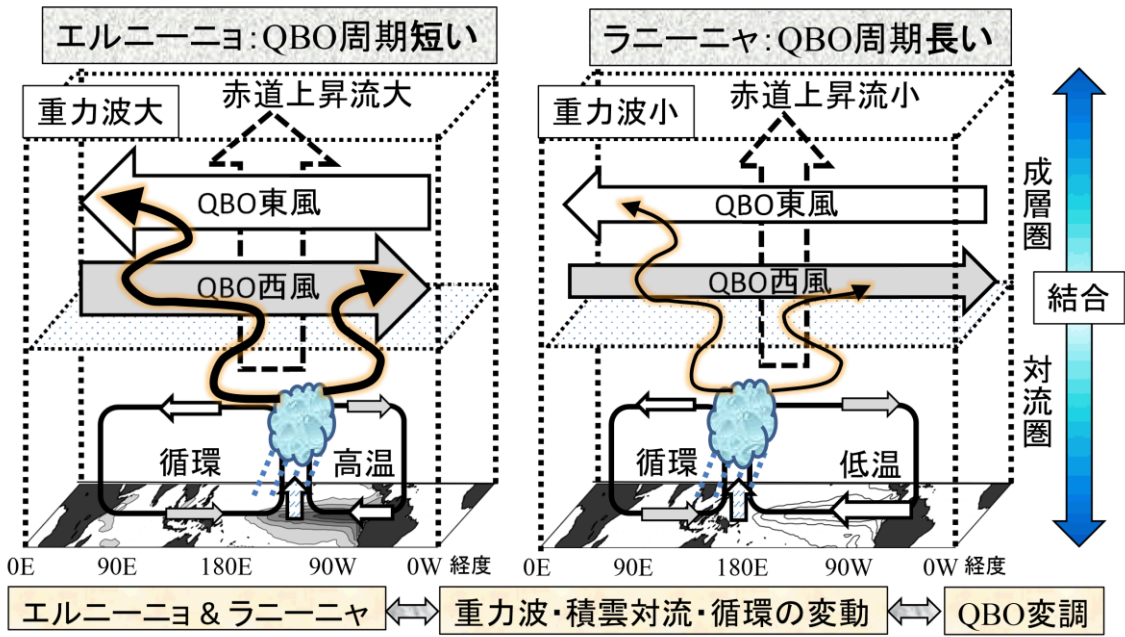 エルニーニョ：QBO周期短い
重力波大
赤道上昇流大
QBO東風
QBO西風
循環
高温
0E 90E 180E 90W 0W 経度
ラニーニャ：QBO周期長い
重力波小
赤道上昇流小
QBO東風
QBO西風
循環
低温
0E 90E 180E 90W 0W 経度
成層圏
結合
対流圏
エルニーニョ & ラニーニャ
重力波・積雲対流・循環の変動
QBO変調